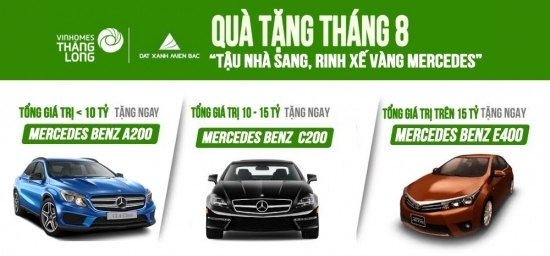 VINHOMES
THĂNG LONG
ĐẤT XANH MIỀN BẮC
QUÀ TẶNG THÁNG 8
“TẬU NHÀ SANG, RINH XẾ VÀNG MERCEDES”
TỔNG GIÁ TRỊ < 10 TỶ TẶNG NGAY
MERCEDES BENZ A200
TỔNG GIÁ TRỊ 10 - 15 TỶ TẶNG NGAY
MERCEDES BENZ C200
TỔNG GIÁ TRỊ TRÊN 15 TỶ TẶNG NGAY
MERCEDES BENZ E400